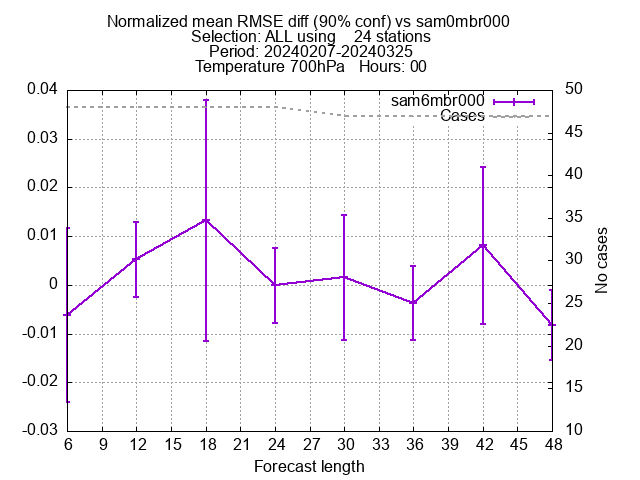 Normalized mean RMSE diff (90% conf) vs sam0mbr000
Selection: ALL using    24 stations
Period: 20240207-20240325
Temperature 700hPa   Hours: 00
sam6mbr000
Cases
0.04
0.03
0.02
0.01
0
-0.01
-0.02
-0.03
50
45
40
35
30
25
20
15
10
No cases
6 9 12 15 18 21 24 27 30 33 36 39 42 45 48
Forecast length